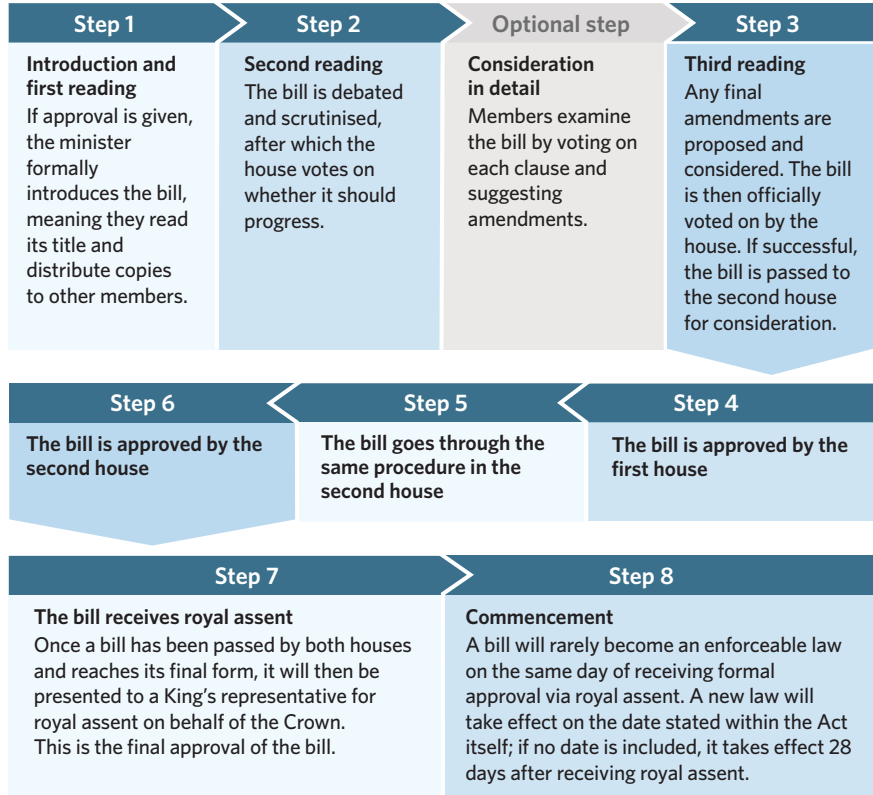 Step 1
Introduction and
first reading
If approval is given,
the minister
formally
introduces the bill,
meaning they read
its title and
distribute copies
to other members.
Step 2
Second reading
The bill is debated
and scrutinised,
after which the
house votes on
whether it should
progress.
Optional step
Consideration
in detail
Members examine
the bill by voting on
each clause and
suggesting
amendments.
Step 3
Third reading
Any final
amendments are
proposed and
considered. The bill
is then officially
voted on by the
house. If successful,
the bill is passed to
the second house
for consideration.
Step 4
The bill is approved by the
first house
Step 5
The bill goes through the
same procedure in the
second house
Step 6
The bill is approved by the
second house
Step 7
The bill receives royal assent
Once a bill has been passed by both houses
and reaches its final form, it will then be
presented to a King's representative for
royal assent on behalf of the Crown.
This is the final approval of the bill.
Step 8
Commencement
A bill will rarely become an enforceable law
on the same day of receiving formal
approval via royal assent. A new law will
take effect on the date stated within the Act
itself; if no date is included, it takes effect 28
days after receiving royal assent.